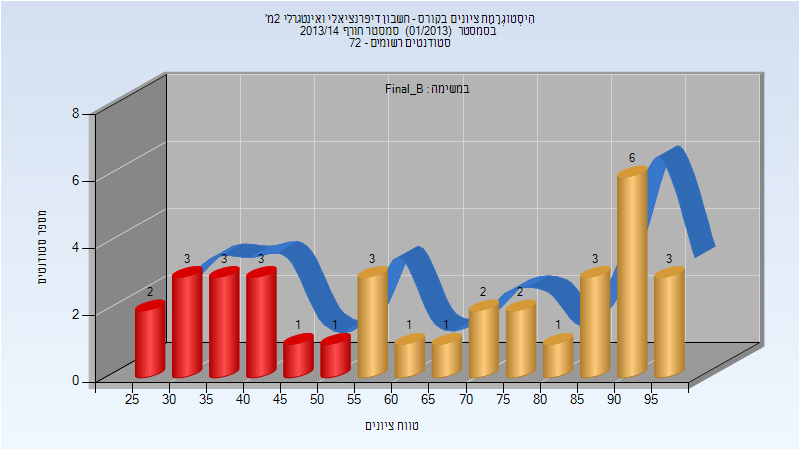 היסטוגרמת ציונים בקורס - חשבון דיפרנציאלי ואינטגרלי 2מ'
בסמסטר (01/2013) סמסטר חורף 2013/14
סטודנטים רשומים - 72
במשימה : Final_B
8
6
4
2
0
מספר סטודנטים
2
3
3
3
1
1
3
1
1
2
2
1
3
6
3
25 30 35 40 45 50 55 60 65 70 75 80 85 90 95
טווח ציונים